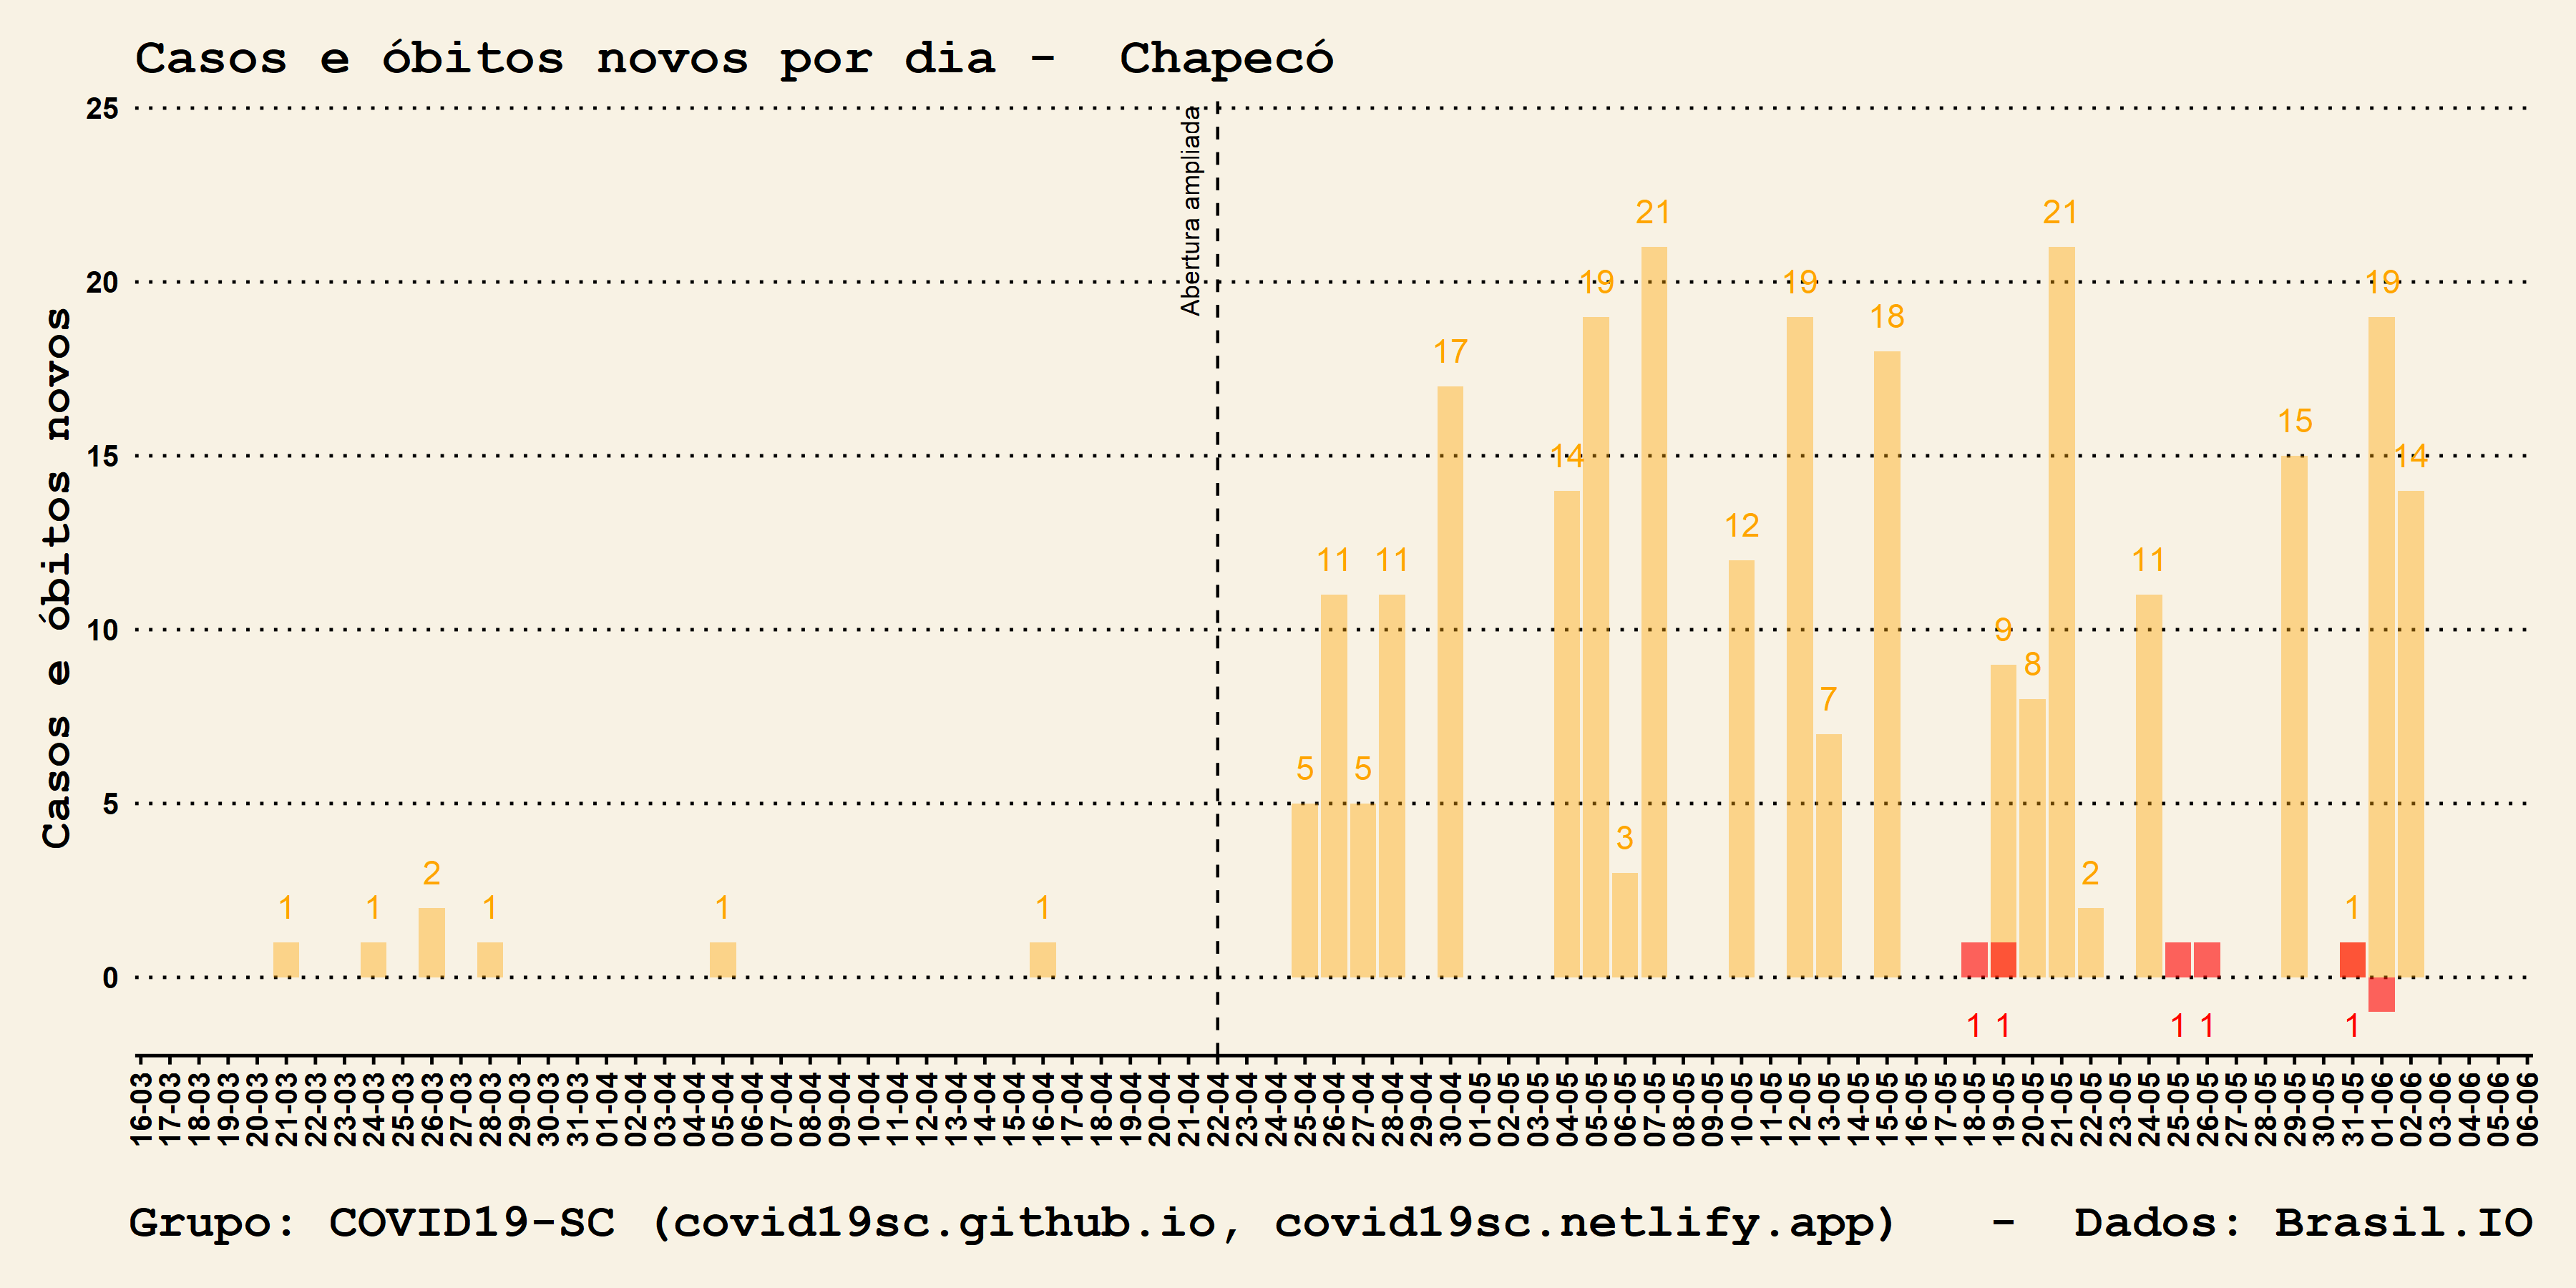 Casos e óbitos novos por dia -  Chapecó
Casos e óbitos novos
25
20
15
10
5
0
Abertura ampliada
1 1 2 1 1 1 5 11 5 11 17 14 19 3 21 12 19 7 18 9 8 21 2 11 15 1 19 14
1 1 1 1 1
16-03 17-03 18-03 19-03 20-03 21-03 22-03 23-03 24-03 25-03 26-03 27-03 28-03 29-03 30-03 31-03 01-04 02-04 03-04 04-04 05-04 06-04 07-04 08-04 09-04 10-04 11-04 12-04 13-04 14-04 15-04 16-04 17-04 18-04 19-04 20-04 21-04 22-04 23-04 24-04 25-04 26-04 27-04 28-04 29-04 30-04 01-05 02-05 03-05 04-05 05-05 06-05 07-05 08-05 09-05 10-05 11-05 12-05 13-05 14-05 15-05 16-05 17-05 18-05 19-05 20-05 21-05 22-05 23-05 24-05 25-05 26-05 27-05 28-05 29-05 30-05 31-05 01-06 02-06 03-06 04-06 05-06 06-06
Grupo: COVID19-SC (covid19sc.github.io, covid19sc.netlify.app)  -  Dados: Brasil.IO